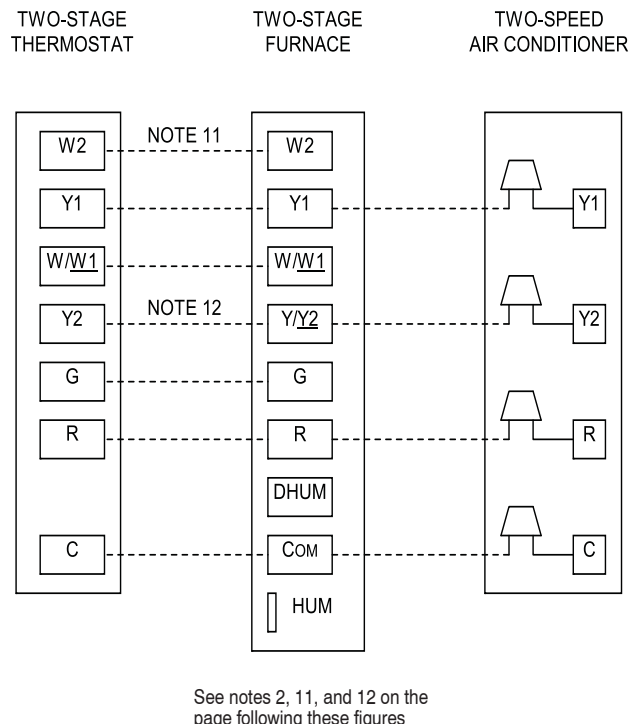 TWO-STAGE THERMOSTAT
TWO-STAGE FURNACE
TWO-SPEED AIR CONDITIONER
W2 NOTE 11 W2
Y1 Y1 Y1
W/W1 W/W1
Y2 NOTE 12 Y/Y2 Y2
G G
R R R
DHUM
C COM C
HUM
See notes 2, 11, and 12 on the
page following these figures